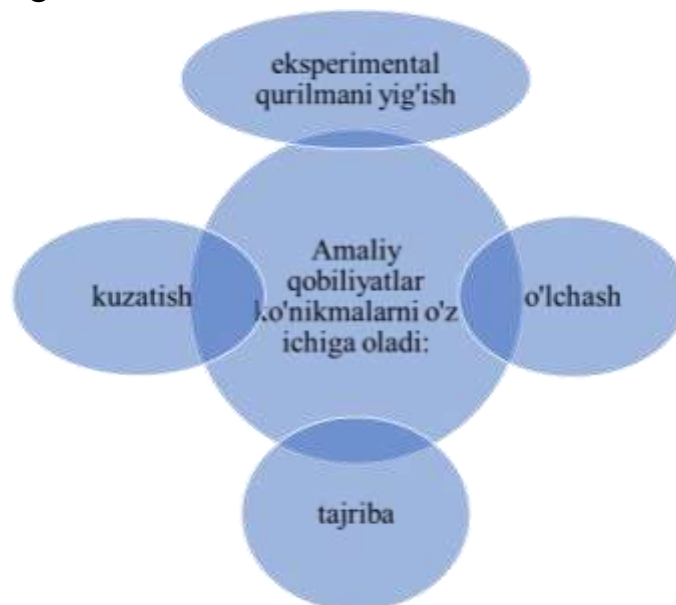 eksperimental
qurilmani yig'ish
kuzatish
Amaliy
qobiliyatlar
ko'nikmalarni o'z
ichiga oladi:
o'lchash
tajriba